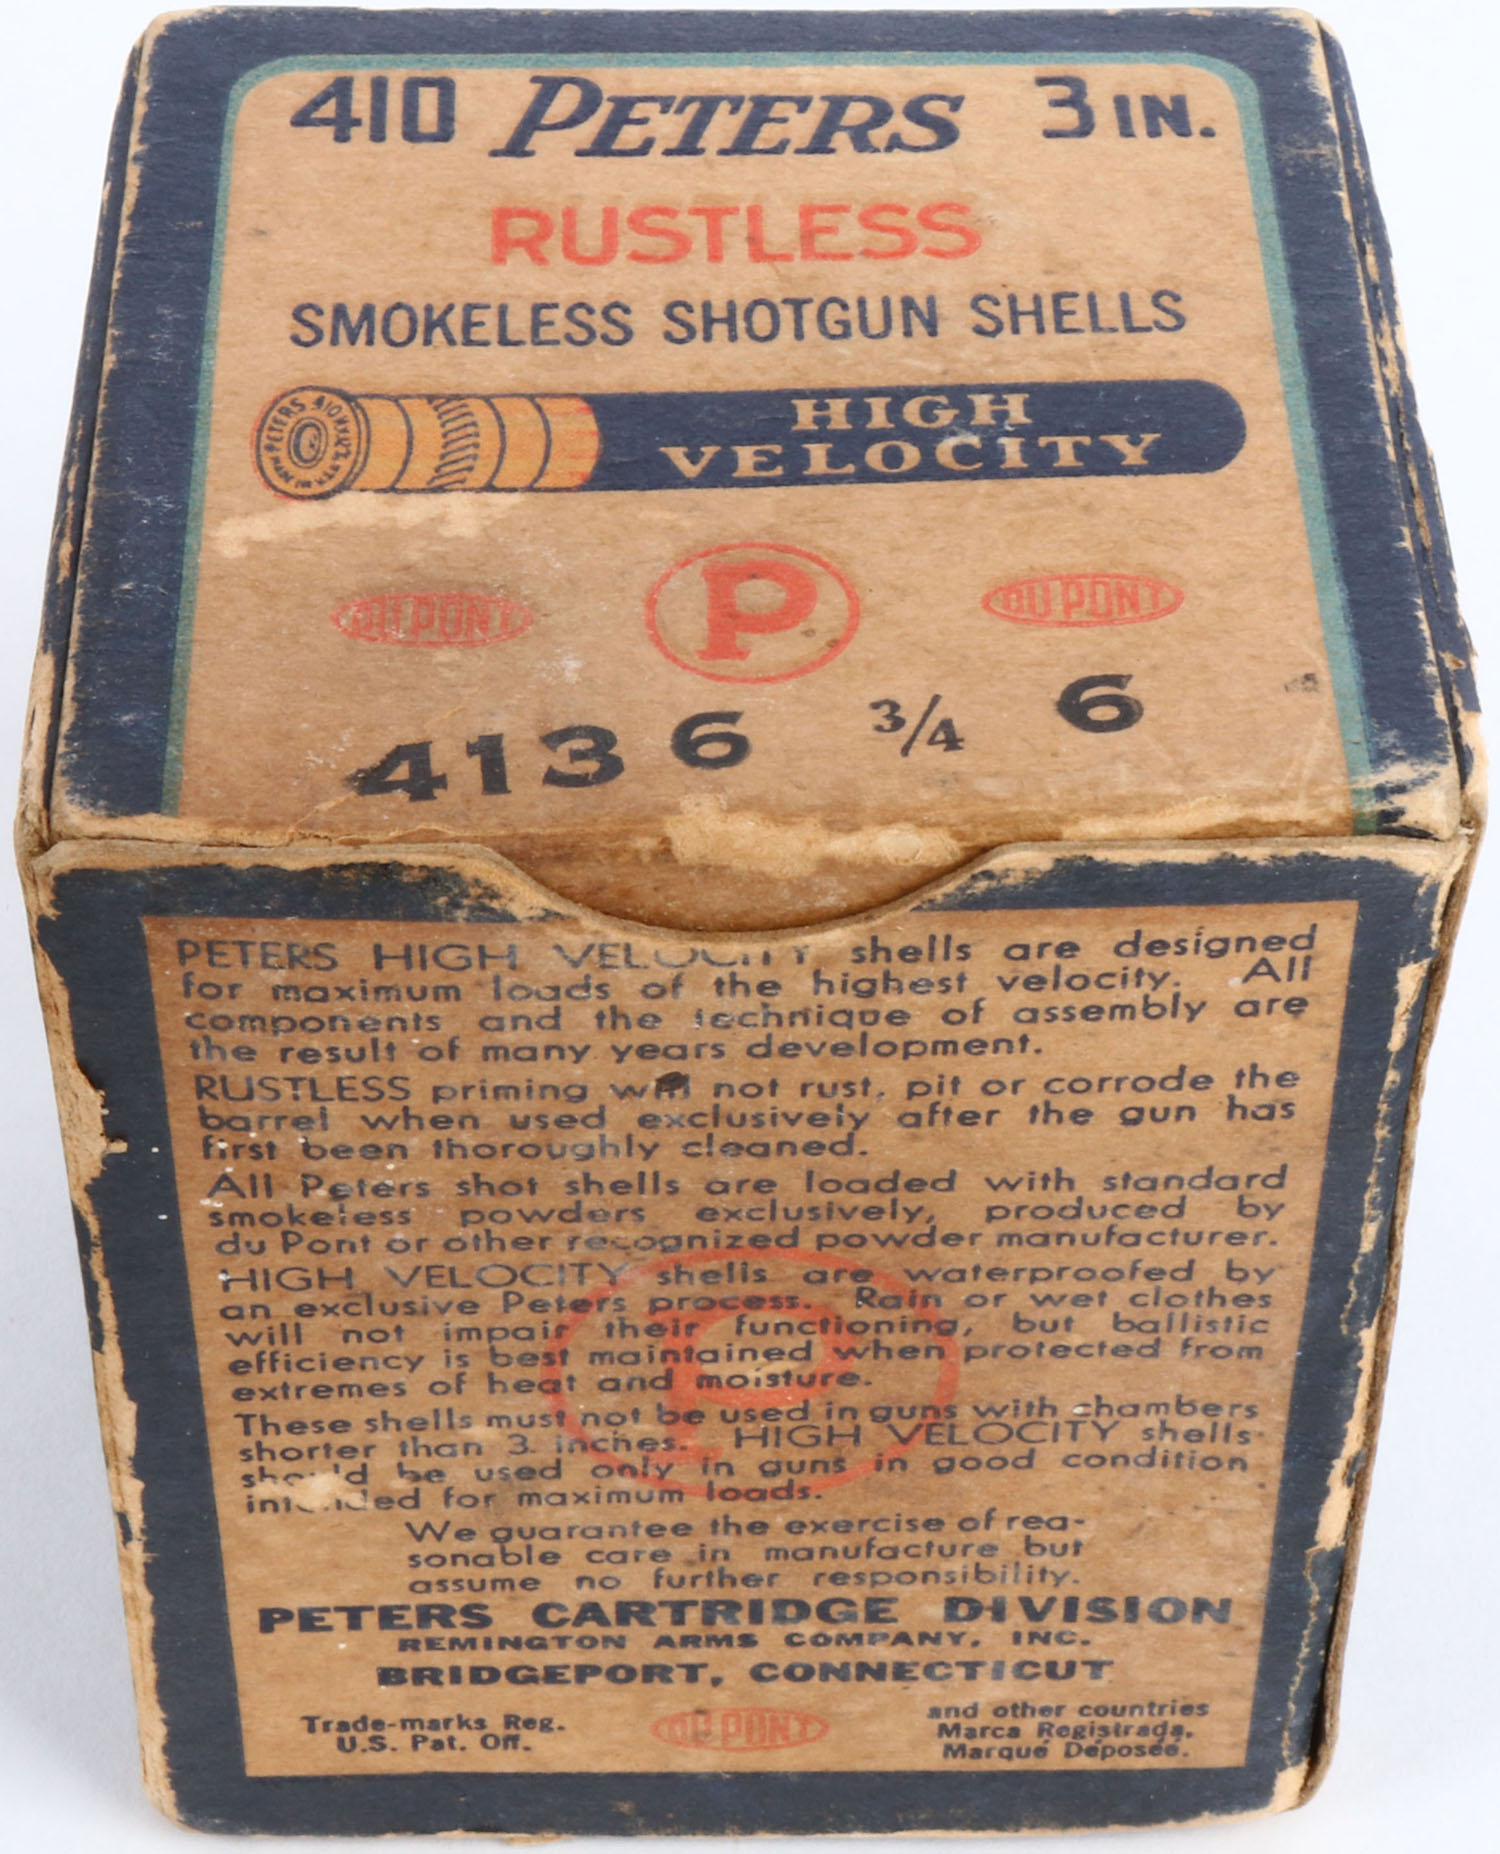 410 PETERS 3 IN.
RUSTLESS
SMOKELESS SHOTGUN SHELLS
PETERS 410
HIGH
VELOCITY
DU PONT P DU PONT
4136 3/4 6
PETERS HIGH VELOCITY shells are designed
for maximum loads of the highest velocity. All
components and the technique of assembly are
the result of many years development.
RUSTLESS priming will not rust, pit or corrode the
barrel when used exclusively after the gun has
first been thoroughly cleaned.
All Peters shot shells are loaded with standard
smokeless powders exclusively, produced by
du Pont or other recognized powder manufacturer.
HIGH VELOCITY shells are waterproofed by
an exclusive Peters process. Rain or wet clothes
will not impair their functioning, but ballistic
efficiency is best maintained when protected from
extremes of heat and moisture.
These shells must not be used in guns with chambers
shorter than 3 inches. HIGH VELOCITY shells
should be used only in guns in good condition
intended for maximum loads.
We guarantee the exercise of rea-
sonable care in manufacture but
assume no further responsibility.
PETERS CARTRIDGE DIVISION
REMINGTON ARMS COMPANY, INC.
BRIDGEPORT, CONNECTICUT
Trade-marks Reg.
U.S. Pat. Off.
DU PONT
and other countries
Marca Registrada.
Marque Déposée.